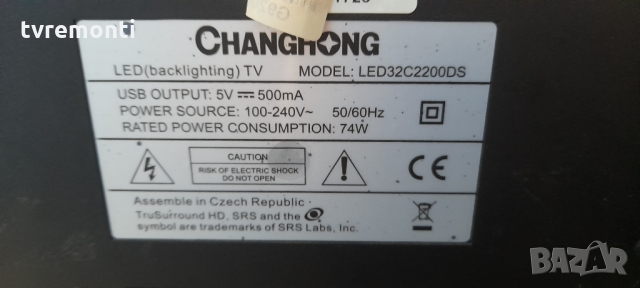 tvremonti
CHANGHONG
LED(backlighting) TV MODEL: LED32C2200DS
USB OUTPUT: 5V 500mA
POWER SOURCE: 100-240V~ 50/60Hz
RATED POWER CONSUMPTION: 74W
CAUTION
RISK OF ELECTRIC SHOCK
DO NOT OPEN
CE
Assemble in Czech Republic
TruSurround HD, SRS and the
symbol are trademarks of SRS Labs, Inc.
BAZAR
bg